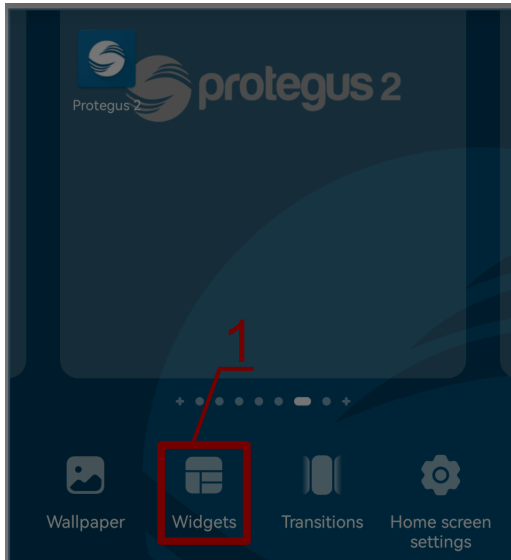 protegus 2
Protegus 2
1
Wallpaper
Widgets
Transitions
Home screen
settings